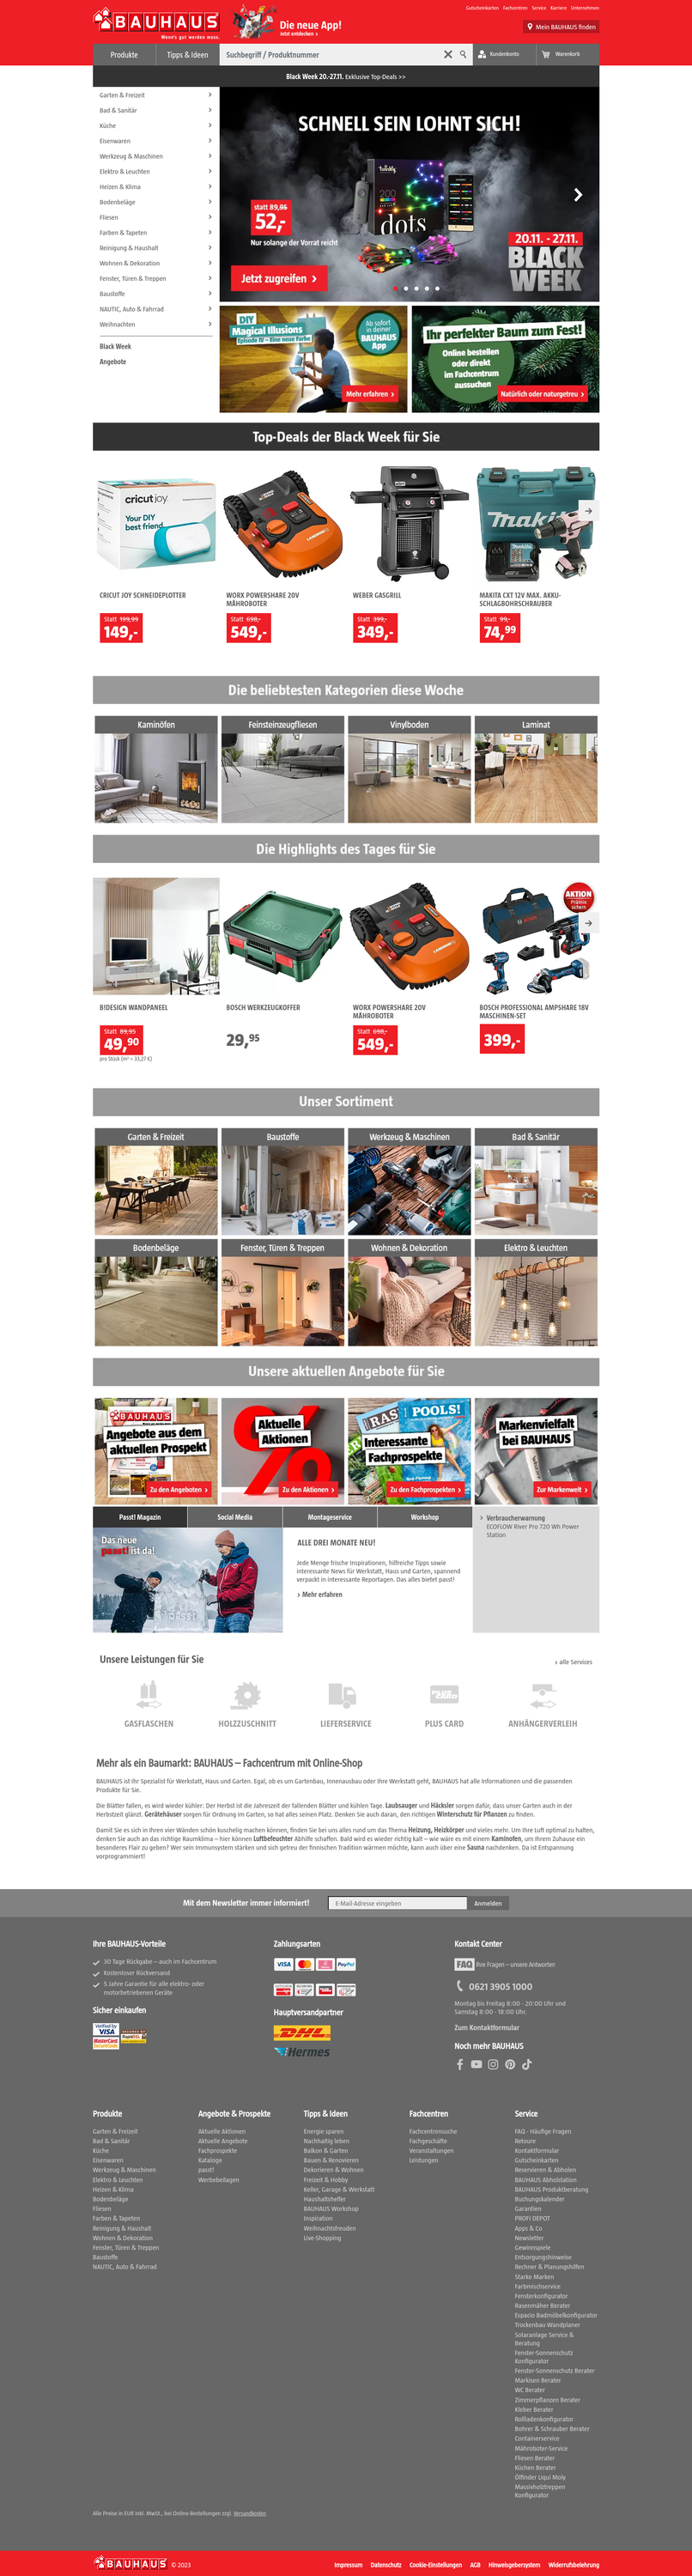 BAUHAUS
Wenn's gut werden muss.
Die neue App!
Jetzt entdecken >
Gutscheinkarten Fachzentren Service Karriere Unternehmen
Mein BAUHAUS finden
Produkte
Tipps & Ideen
Suchbegriff / Produktnummer
Kundenkonto
Warenkorb
Black Week 20.-27.11. Exklusive Top-Deals >>
Garten & Freizeit
Bad & Sanitär
Küche
Eisenwaren
Werkzeug & Maschinen
Elektro & Leuchten
Heizen & Klima
Bodenbeläge
Fliesen
Farben & Tapeten
Reinigung & Haushalt
Wohnen & Dekoration
Fenster, Türen & Treppen
Baustoffe
NAUTIC, Auto & Fahrrad
Weihnachten
Black Week
Angebote
SCHNELL SEIN LOHNT SICH!
statt 89,95
52,-
Nur solange der Vorrat reicht
Jetzt zugreifen >
twinkly
200
dots
20.11. - 27.11.
BLACK
WEEK
DIY
Magical Illusions
Episode IV – Eine neue Farbe
Ab sofort
in deiner
BAUHAUS
App
Mehr erfahren >
Ihr perfekter Baum zum Fest!
Online bestellen
oder direkt
im Fachcentrum
aussuchen
Natürlich oder naturgetreu >
Top-Deals der Black Week für Sie
cricut joy
Your DIY
best friend.
LANDROID
makita
CRICUT JOY SCHNEIDEPLOTTER
Statt 199,99
149,-
WORX POWERSHARE 20V
MÄHROBOTER
Statt 698,-
549,-
WEBER GASGRILL
Statt 399,-
349,-
MAKITA CXT 12V MAX. AKKU-
SCHLAGBOHRSCHRAUBER
Statt 99,-
74,99
Die beliebtesten Kategorien diese Woche
Kaminöfen
Feinsteinzeugfliesen
Vinylboden
Laminat
Die Highlights des Tages für Sie
BOSCH
LANDROID
AKTION
Prämie
sichern
B!DESIGN WANDPANEEL
Statt 89,95
49,90
pro Stück (m² = 33,27 €)
BOSCH WERKZEUGKOFFER
29,95
WORX POWERSHARE 20V
MÄHROBOTER
Statt 698,-
549,-
BOSCH PROFESSIONAL AMPSHARE 18V
MASCHINEN-SET
399,-
Unser Sortiment
Garten & Freizeit
Baustoffe
Werkzeug & Maschinen
Bad & Sanitär
Bodenbeläge
Fenster, Türen & Treppen
Wohnen & Dekoration
Elektro & Leuchten
Unsere aktuellen Angebote für Sie
BAUHAUS
Angebote aus dem
aktuellen Prospekt
Zu den Angeboten >
Aktuelle
Aktionen
%
Zu den Aktionen >
RAS
POOLS!
Interessante
Fachprospekte
Zu den Fachprospekten >
Markenvielfalt
bei BAUHAUS
Zur Markenwelt >
Passt! Magazin
Social Media
Montageservice
Workshop
Das neue
passt! ist da!
passt!
ALLE DREI MONATE NEU!
Jede Menge frische Inspirationen, hilfreiche Tipps sowie
interessante News für Werkstatt, Haus und Garten, spannend
verpackt in interessante Reportagen. Das alles bietet passt!
> Mehr erfahren
> Verbraucherwarnung
ECOFLOW River Pro 720 Wh Power
Station
Unsere Leistungen für Sie
> alle Services
GASFLASCHEN
HOLZZUSCHNITT
LIEFERSERVICE
PLUS CARD
PLUS CARD
ANHÄNGERVERLEIH
Mehr als ein Baumarkt: BAUHAUS – Fachcentrum mit Online-Shop
BAUHAUS ist Ihr Spezialist für Werkstatt, Haus und Garten. Egal, ob es um Gartenbau, Innenausbau oder Ihre Werkstatt geht, BAUHAUS hat alle Informationen und die passenden
Produkte für Sie.
Die Blätter fallen, es wird wieder kühler: Der Herbst ist die Jahreszeit der fallenden Blätter und kühlen Tage. Laubsauger und Häcksler sorgen dafür, dass unser Garten auch in der
Herbstzeit glänzt. Gerätehäuser sorgen für Ordnung im Garten, so hat alles seinen Platz. Denken Sie auch daran, den richtigen Winterschutz für Pflanzen zu finden.
Damit Sie es sich in Ihren vier Wänden schön kuschelig machen können, finden Sie bei uns alles rund um das Thema Heizung, Heizkörper und vieles mehr. Um Ihre Luft optimal zu halten,
denken Sie auch an das richtige Raumklima – hier können Luftbefeuchter Abhilfe schaffen. Bald wird es wieder richtig kalt – wie wäre es mit einem Kaminofen, um Ihrem Zuhause ein
besonderes Flair zu geben? Wer sein Immunsystem stärken und sich getreu der finnischen Tradition wärmen möchte, kann auch über eine Sauna nachdenken. Da ist Entspannung
vorprogrammiert!
Mit dem Newsletter immer informiert!
E-Mail-Adresse eingeben
Anmelden
Ihre BAUHAUS-Vorteile
30 Tage Rückgabe – auch im Fachcentrum
Kostenloser Rückversand
5 Jahre Garantie für alle elektro- oder
motorbetriebenen Geräte
Sicher einkaufen
Verified by
VISA
MasterCard
Zahlungsarten
VISA
PayPal
Hauptversandpartner
DHL
Hermes
Kontakt Center
FAQ Ihre Fragen – unsere Antworten
0621 3905 1000
Montag bis Freitag 8:00 - 20:00 Uhr und
Samstag 8:00 - 18:00 Uhr.
Zum Kontaktformular
Noch mehr BAUHAUS
Produkte
Garten & Freizeit
Bad & Sanitär
Küche
Eisenwaren
Werkzeug & Maschinen
Elektro & Leuchten
Heizen & Klima
Bodenbeläge
Fliesen
Farben & Tapeten
Reinigung & Haushalt
Wohnen & Dekoration
Fenster, Türen & Treppen
Baustoffe
NAUTIC, Auto & Fahrrad
Angebote & Prospekte
Aktuelle Aktionen
Aktuelle Angebote
Fachprospekte
Kataloge
passt!
Werbebeilagen
Tipps & Ideen
Energie sparen
Nachhaltig leben
Balkon & Garten
Bauen & Renovieren
Dekorieren & Wohnen
Freizeit & Hobby
Keller, Garage & Werkstatt
Haushaltshelfer
BAUHAUS Workshop
Inspiration
Weihnachtsfreuden
Live-Shopping
Fachcentren
Fachcentrensuche
Fachgeschäfte
Veranstaltungen
Leistungen
Service
FAQ - Häufige Fragen
Retoure
Kontaktformular
Gutscheinkarten
Reservieren & Abholen
BAUHAUS Abholstation
BAUHAUS Produktberatung
Buchungskalender
Garantien
PROFI DEPOT
Apps & Co
Newsletter
Gewinnspiele
Entsorgungshinweise
Rechner & Planungshilfen
Starke Marken
Farbmischservice
Fensterkonfigurator
Rasenmäher Berater
Espacio Badmöbelkonfigurator
Trockenbau Wandplaner
Solaranlage Service &
Beratung
Fenster-Sonnenschutz
Konfigurator
Fenster-Sonnenschutz Berater
Markisen Berater
WC Berater
Zimmerpflanzen Berater
Kleber Berater
Rollladenkonfigurator
Bohrer & Schrauber Berater
Containerservice
Mähroboter-Service
Fliesen Berater
Küchen Berater
Ölfinder Liqui Moly
Massivholztreppen
Konfigurator
Alle Preise in EUR inkl. MwSt., bei Online-Bestellungen zzgl. Versandkosten
BAUHAUS © 2023
Impressum Datenschutz Cookie-Einstellungen AGB Hinweisgebersystem Widerrufsbelehrung